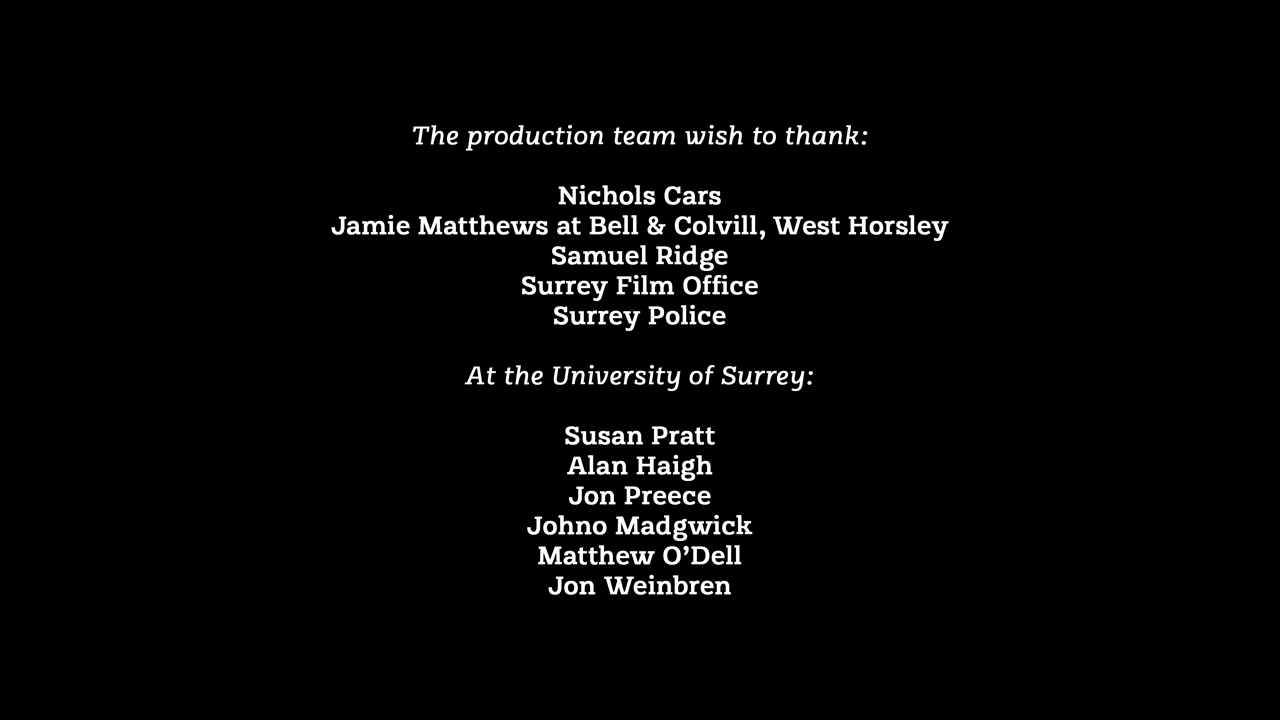 The production team wish to thank:
Nichols Cars
Jamie Matthews at Bell & Colvill, West Horsley
Samuel Ridge
Surrey Film Office
Surrey Police
At the University of Surrey:
Susan Pratt
Alan Haigh
Jon Preece
Johno Madgwick
Matthew O’Dell
Jon Weinbren